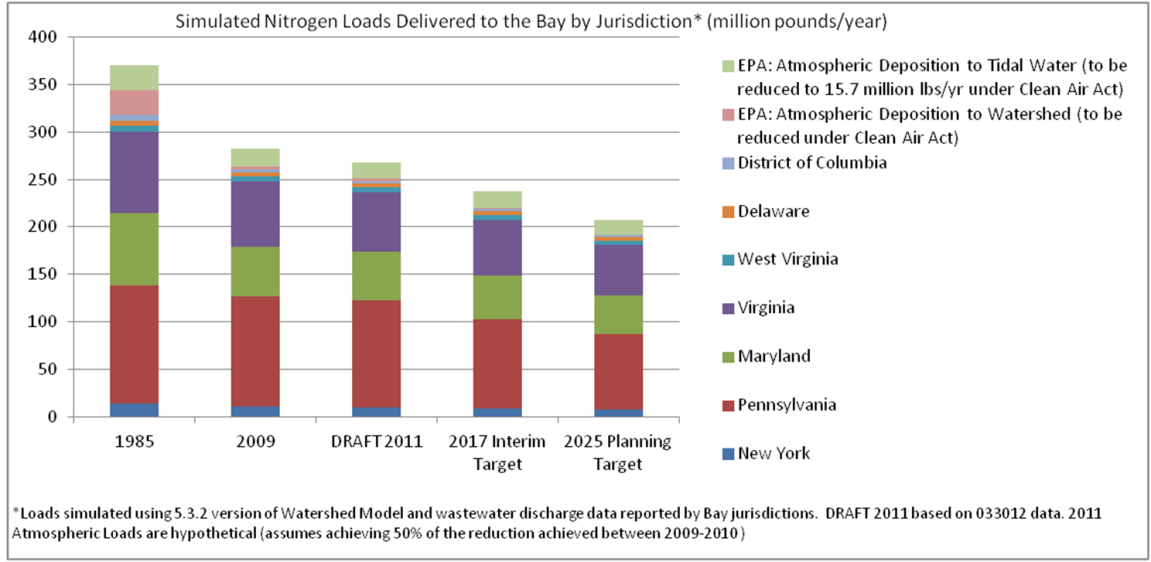 Simulated Nitrogen Loads Delivered to the Bay by Jurisdiction* (million pounds/year)
400
350
300
250
200
150
100
50
0
1985
2009
DRAFT 2011
2017 Interim
Target
2025 Planning
Target
EPA: Atmospheric Deposition to Tidal Water (to be
reduced to 15.7 million lbs/yr under Clean Air Act)
EPA: Atmospheric Deposition to Watershed (to be
reduced under Clean Air Act)
District of Columbia
Delaware
West Virginia
Virginia
Maryland
Pennsylvania
New York
*Loads simulated using 5.3.2 version of Watershed Model and wastewater discharge data reported by Bay jurisdictions. DRAFT 2011 based on 033012 data. 2011
Atmospheric Loads are hypothetical (assumes achieving 50% of the reduction achieved between 2009-2010 )